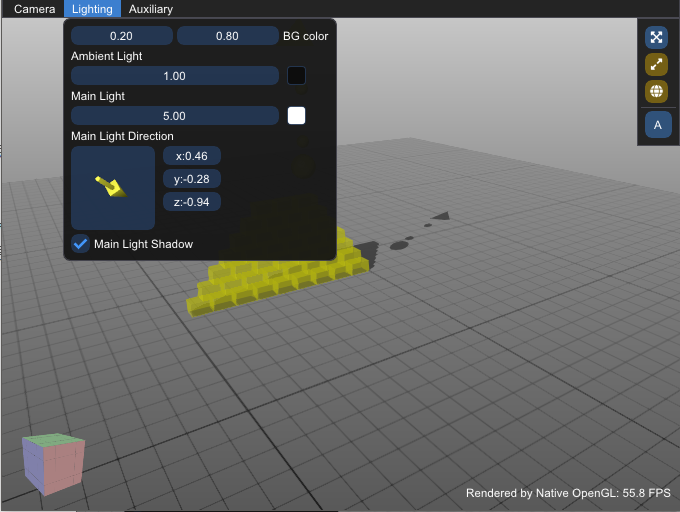 Camera Lighting Auxiliary
0.20 0.80 BG color
Ambient Light
1.00
Main Light
5.00
Main Light Direction
x:0.46
y:-0.28
z:-0.94
Main Light Shadow
A
Rendered by Native OpenGL: 55.8 FPS